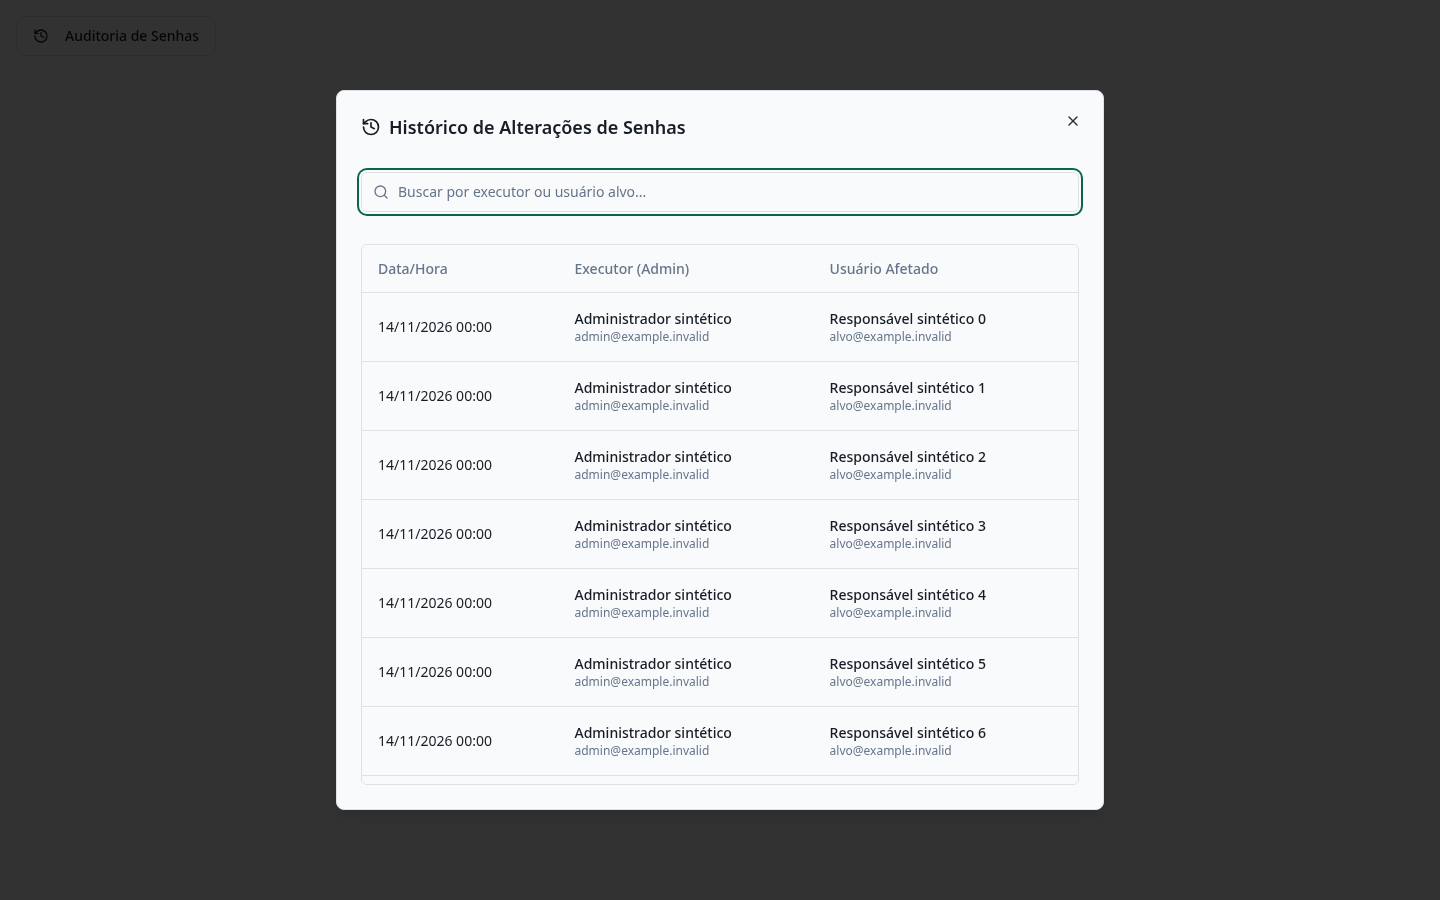 Auditoria de Senhas
Histórico de Alterações de Senhas
Buscar por executor ou usuário alvo...
Data/Hora Executor (Admin) Usuário Afetado
14/11/2026 00:00 Administrador sintético Responsável sintético 0
admin@example.invalid alvo@example.invalid
14/11/2026 00:00 Administrador sintético Responsável sintético 1
admin@example.invalid alvo@example.invalid
14/11/2026 00:00 Administrador sintético Responsável sintético 2
admin@example.invalid alvo@example.invalid
14/11/2026 00:00 Administrador sintético Responsável sintético 3
admin@example.invalid alvo@example.invalid
14/11/2026 00:00 Administrador sintético Responsável sintético 4
admin@example.invalid alvo@example.invalid
14/11/2026 00:00 Administrador sintético Responsável sintético 5
admin@example.invalid alvo@example.invalid
14/11/2026 00:00 Administrador sintético Responsável sintético 6
admin@example.invalid alvo@example.invalid